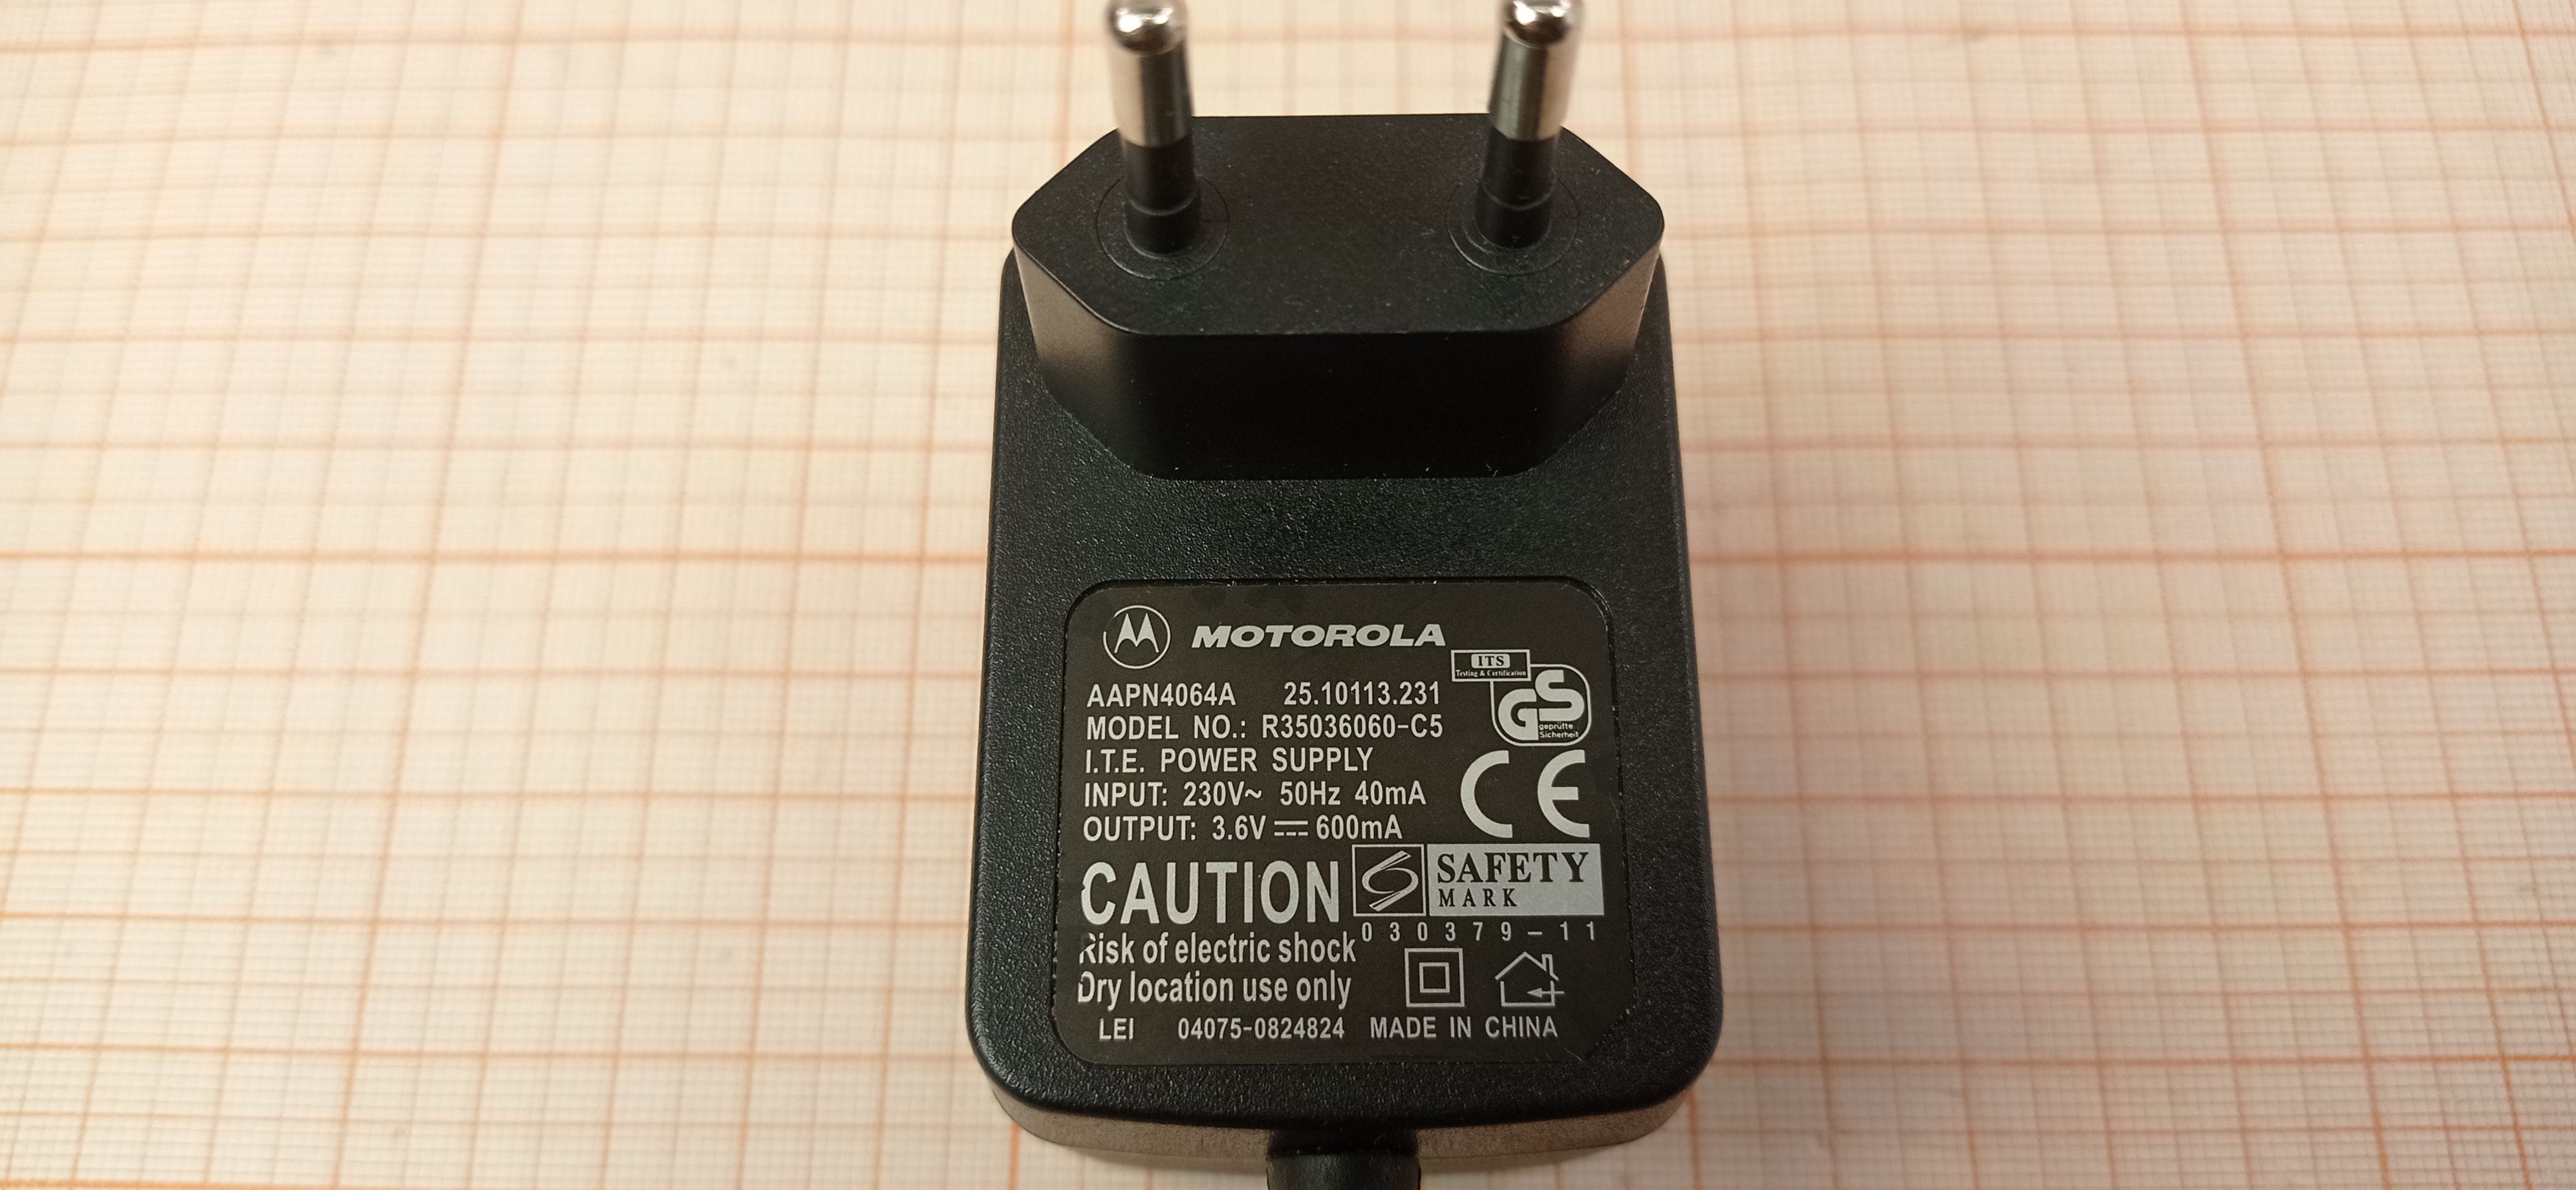 MOTOROLA
ITS
Testing & Certification
AAPN4064A 25.10113.231
GS
geprüfte
Sicherheit
MODEL NO.: R35036060-C5
I.T.E. POWER SUPPLY
INPUT: 230V~ 50Hz 40mA
CE
OUTPUT: 3.6V ⎓ 600mA
SAFETY
MARK
CAUTION
030379-11
Risk of electric shock
Dry location use only
LEI 04075-0824824 MADE IN CHINA